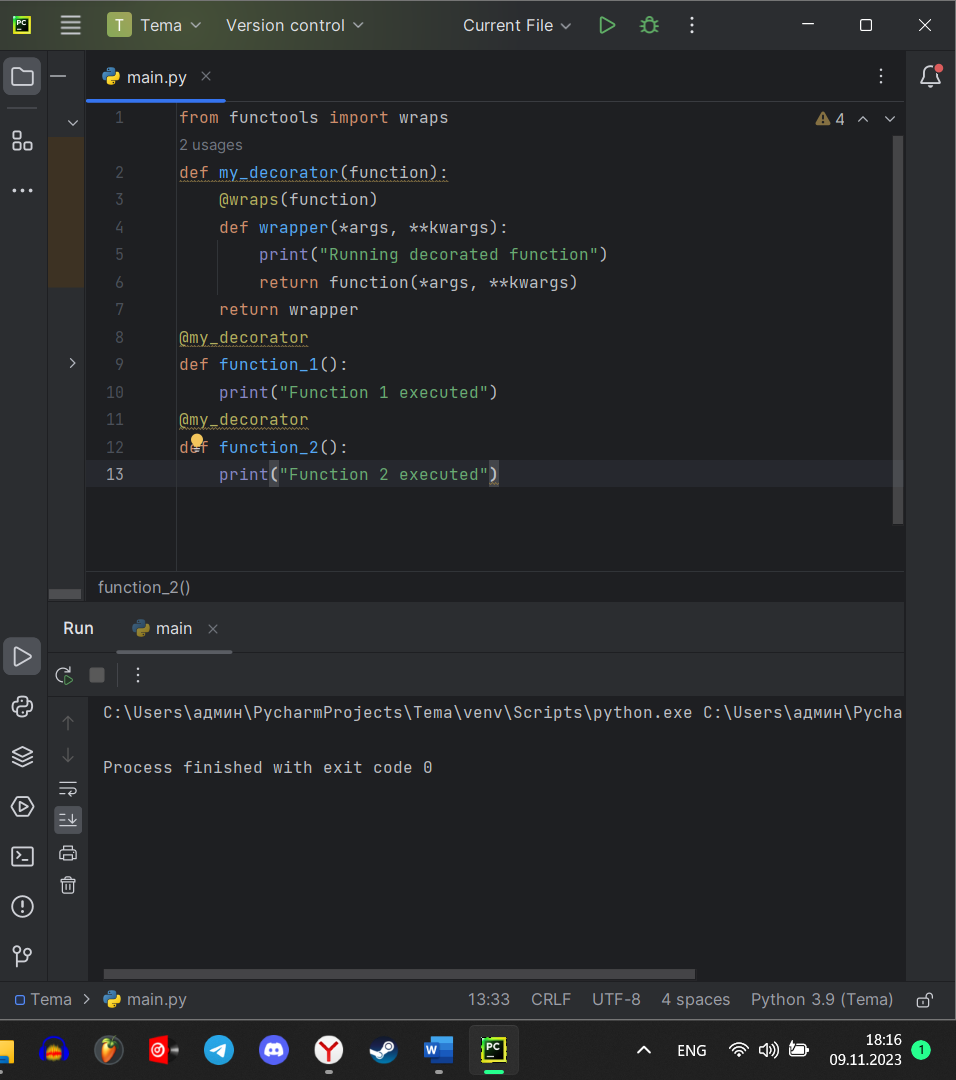 PC T Tema Version control Current File
main.py
1 from functools import wraps 4
2 usages
2 def my_decorator(function):
3 @wraps(function)
4 def wrapper(*args, **kwargs):
5 print("Running decorated function")
6 return function(*args, **kwargs)
7 return wrapper
8 @my_decorator
9 def function_1():
10 print("Function 1 executed")
11 @my_decorator
12 def function_2():
13 print("Function 2 executed")
function_2()
Run main
C:\Users\админ\PycharmProjects\Tema\venv\Scripts\python.exe C:\Users\админ\Pycha
Process finished with exit code 0
Tema > main.py 13:33 CRLF UTF-8 4 spaces Python 3.9 (Tema)
W PC ENG 18:16
09.11.2023 1